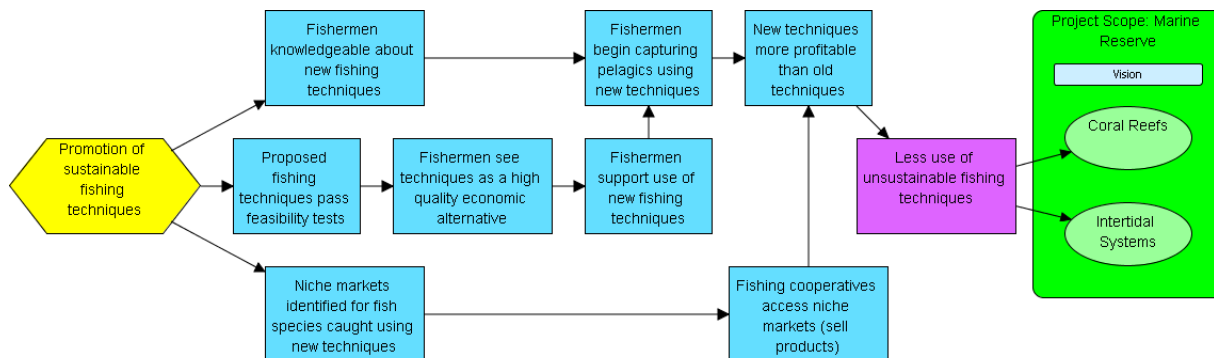 Fishermen
knowledgeable about
new fishing
techniques
Fishermen
begin capturing
pelagics using
new techniques
New techniques
more profitable
than old
techniques
Project Scope: Marine
Reserve
Vision
Coral Reefs
Intertidal
Systems
Promotion of
sustainable
fishing
techniques
Proposed
fishing
techniques pass
feasibility tests
Fishermen see
techniques as a high
quality economic
alternative
Fishermen
support use of
new fishing
techniques
Less use of
unsustainable fishing
techniques
Niche markets
identified for fish
species caught using
new techniques
Fishing cooperatives
access niche
markets (sell
products)